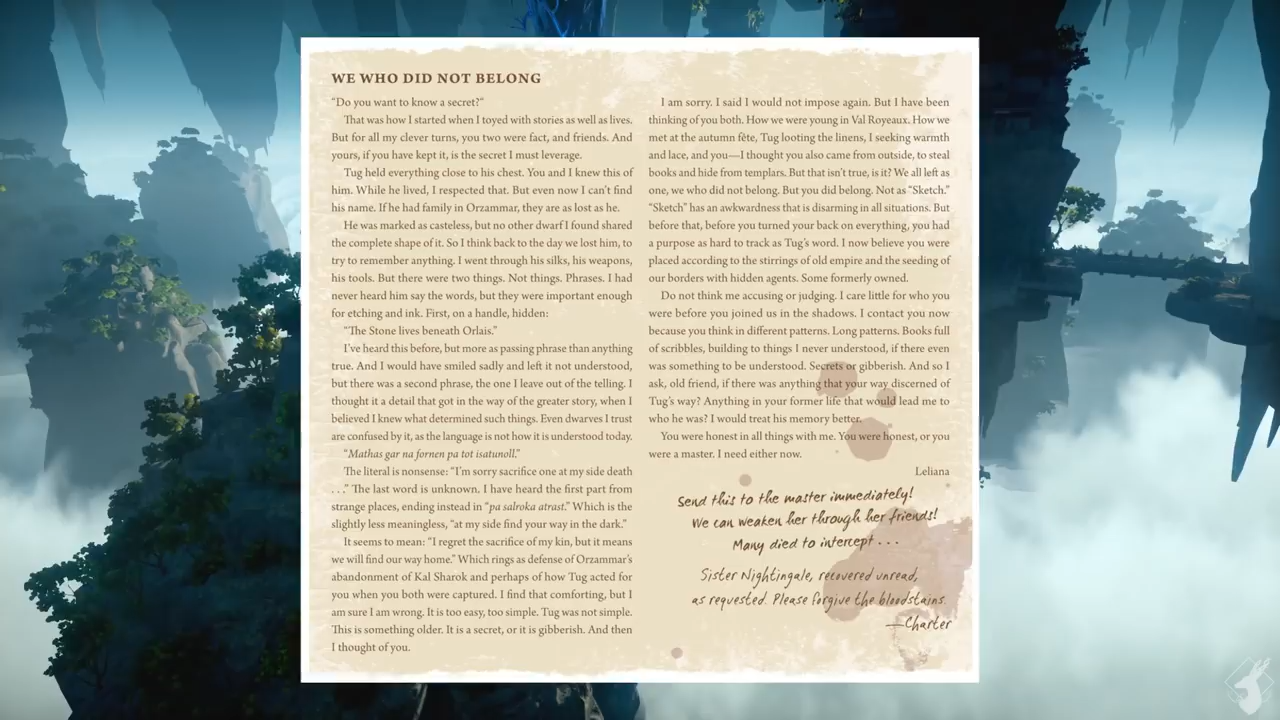 WE WHO DID NOT BELONG
“Do you want to know a secret?“
That was how I started when I toyed with stories as well as lives.
But for all my clever turns, you two were fact, and friends. And
yours, if you have kept it, is the secret I must leverage.
Tug held everything close to his chest. You and I knew this of
him. While he lived, I respected that. But even now I can’t find
his name. If he had family in Orzammar, they are as lost as he.
He was marked as casteless, but no other dwarf I found shared
the complete shape of it. So I think back to the day we lost him, to
try to remember anything. I went through his silks, his weapons,
his tools. But there were two things. Not things. Phrases. I had
never heard him say the words, but they were important enough
for etching and ink. First, on a handle, hidden:
“The Stone lives beneath Orlais.”
I’ve heard this before, but more as passing phrase than anything
true. And I would have smiled sadly and left it not understood,
but there was a second phrase, the one I leave out of the telling. I
thought it a detail that got in the way of the greater story, when I
believed I knew what determined such things. Even dwarves I trust
are confused by it, as the language is not how it is understood today.
“Mathas gar na fornen pa tot isatunoll.”
The literal is nonsense: “I’m sorry sacrifice one at my side death
. . .” The last word is unknown. I have heard the first part from
strange places, ending instead in “pa salroka atrast.” Which is the
slightly less meaningless, “at my side find your way in the dark.”
It seems to mean: “I regret the sacrifice of my kin, but it means
we will find our way home.” Which rings as defense of Orzammar’s
abandonment of Kal Sharok and perhaps of how Tug acted for
you when you both were captured. I find that comforting, but I
am sure I am wrong. It is too easy, too simple. Tug was not simple.
This is something older. It is a secret, or it is gibberish. And then
I thought of you.
I am sorry. I said I would not impose again. But I have been
thinking of you both. How we were young in Val Royeaux. How we
met at the autumn fête, Tug looting the linens, I seeking warmth
and lace, and you—I thought you also came from outside, to steal
books and hide from templars. But that isn’t true, is it? We all left as
one, we who did not belong. But you did belong. Not as “Sketch.”
“Sketch” has an awkwardness that is disarming in all situations. But
before that, before you turned your back on everything, you had
a purpose as hard to track as Tug’s word. I now believe you were
placed according to the stirrings of old empire and the seeding of
our borders with hidden agents. Some formerly owned.
Do not think me accusing or judging. I care little for who you
were before you joined us in the shadows. I contact you now
because you think in different patterns. Long patterns. Books full
of scribbles, building to things I never understood, if there even
was something to be understood. Secrets or gibberish. And so I
ask, old friend, if there was anything that your way discerned of
Tug’s way? Anything in your former life that would lead me to
who he was? I would treat his memory better.
You were honest in all things with me. You were honest, or you
were a master. I need either now.
Leliana
Send this to the master immediately!
We can weaken her through her friends!
Many died to intercept . . .
Sister Nightingale, recovered unread,
as requested. Please forgive the bloodstains.
—Charter